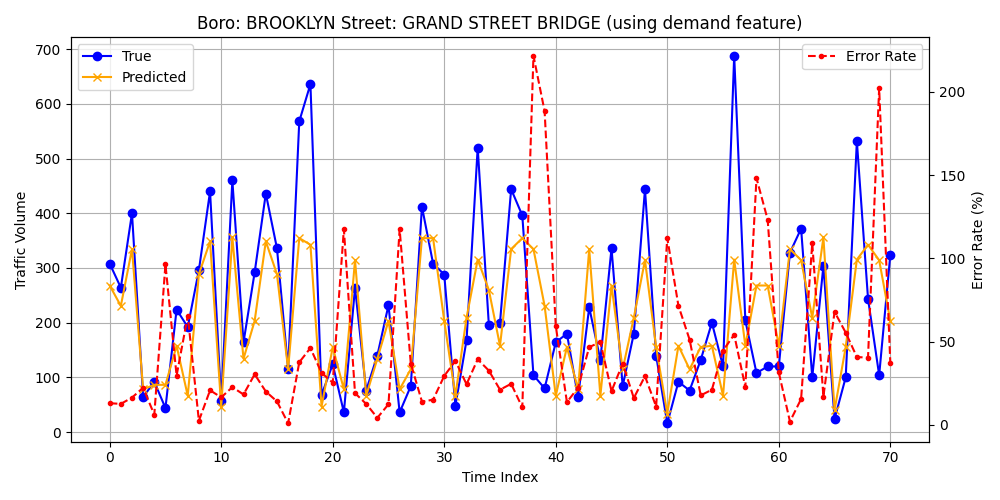 Boro: BROOKLYN Street: GRAND STREET BRIDGE (using demand feature)
True
Predicted
Error Rate
Traffic Volume
700
600
500
400
300
200
100
0
Error Rate (%)
200
150
100
50
0
0 10 20 30 40 50 60 70
Time Index